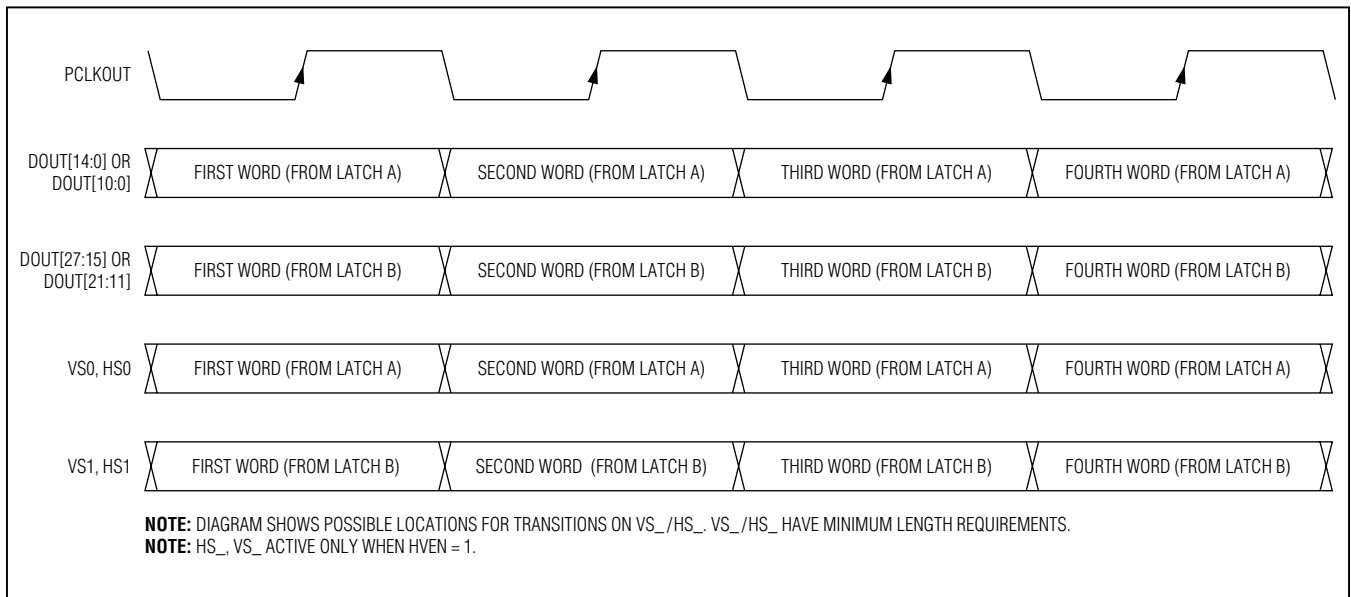 PCLKOUT
DOUT[14:0] OR
DOUT[10:0]
FIRST WORD (FROM LATCH A)
SECOND WORD (FROM LATCH A)
THIRD WORD (FROM LATCH A)
FOURTH WORD (FROM LATCH A)
DOUT[27:15] OR
DOUT[21:11]
FIRST WORD (FROM LATCH B)
SECOND WORD (FROM LATCH B)
THIRD WORD (FROM LATCH B)
FOURTH WORD (FROM LATCH B)
VS0, HS0
FIRST WORD (FROM LATCH A)
SECOND WORD (FROM LATCH A)
THIRD WORD (FROM LATCH A)
FOURTH WORD (FROM LATCH A)
VS1, HS1
FIRST WORD (FROM LATCH B)
SECOND WORD (FROM LATCH B)
THIRD WORD (FROM LATCH B)
FOURTH WORD (FROM LATCH B)
NOTE: DIAGRAM SHOWS POSSIBLE LOCATIONS FOR TRANSITIONS ON VS_/HS_. VS_/HS_ HAVE MINIMUM LENGTH REQUIREMENTS.
NOTE: HS_, VS_ ACTIVE ONLY WHEN HVEN = 1.